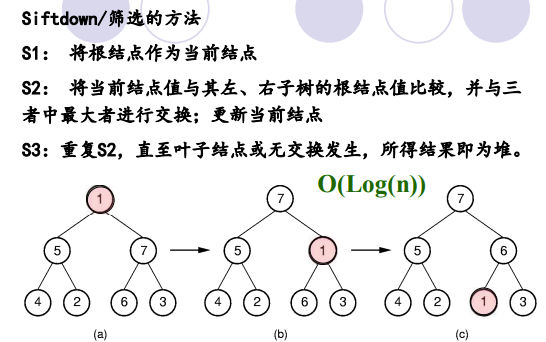 Siftdown/筛选的方法
S1： 将根结点作为当前结点
S2： 将当前结点值与其左、右子树的根结点值比较，并与三
者中最大者进行交换；更新当前结点
S3：重复S2，直至叶子结点或无交换发生，所得结果即为堆。
O(Log(n))
1 7 7
5 7 5 1 5 6
4 2 6 3 4 2 6 3 4 2 1 3
(a) (b) (c)